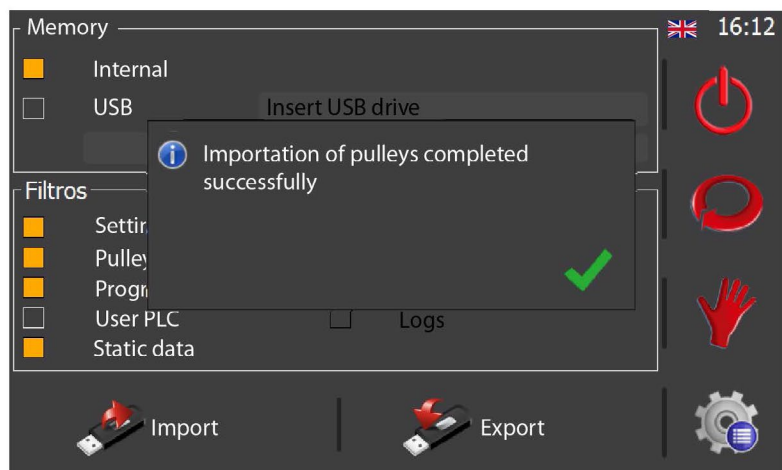 Memory
16:12
Internal
USB
Insert USB drive
Importation of pulleys completed
successfully
Filtros
User PLC
Logs
Static data
Import
Export